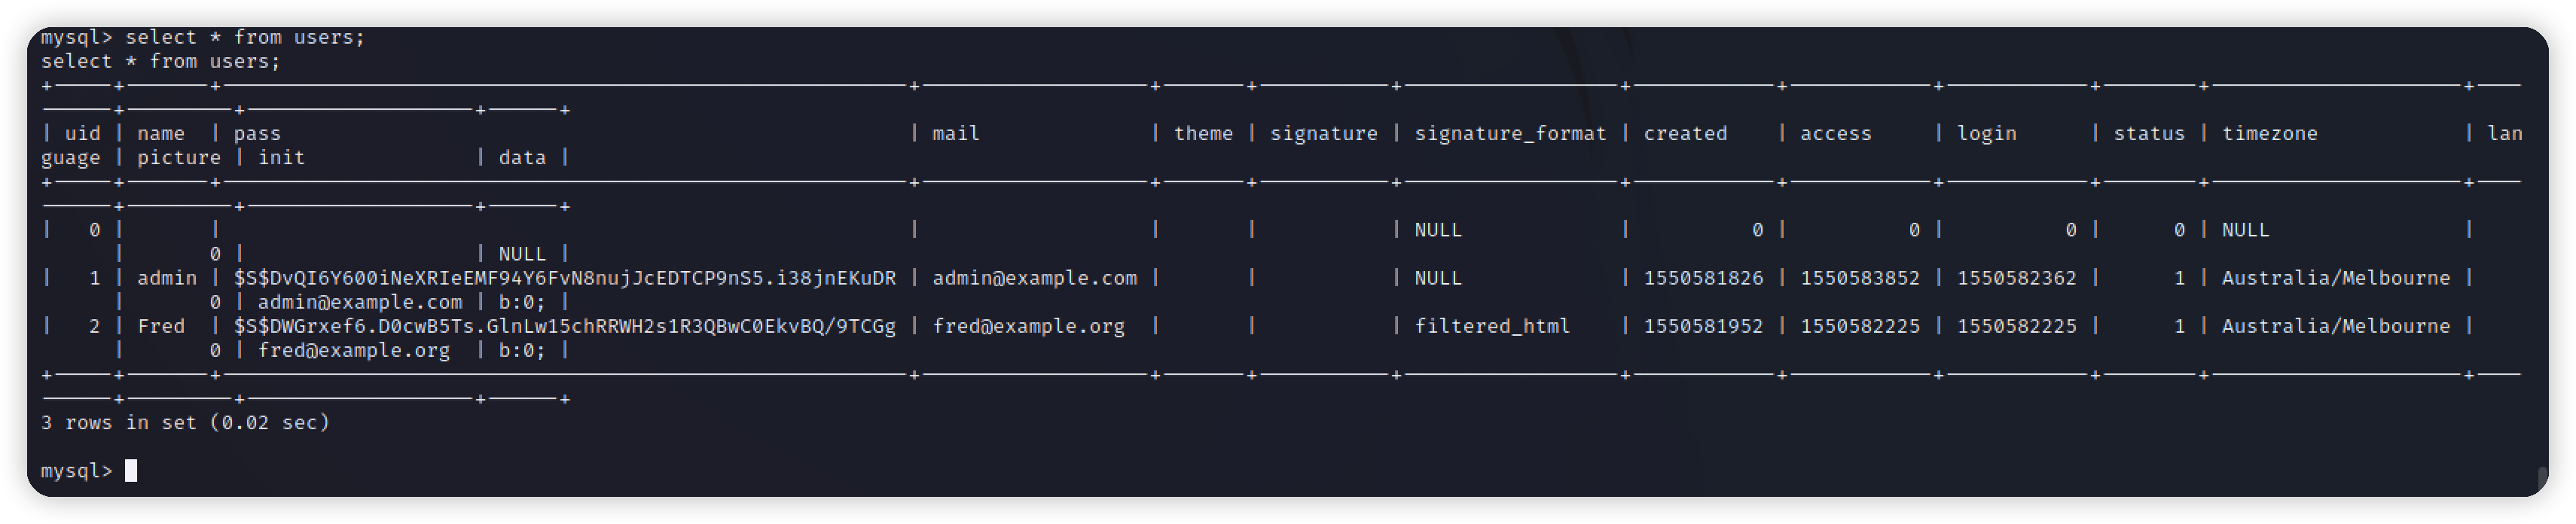 mysql> select * from users;
select * from users;
+-----+-------+---------------------------------------------------------+-------------------+-------+-----------+------------------+------------+------------+------------+--------+---------------------+----
------+---------+-------------------+------+
| uid | name  | pass                                                    | mail              | theme | signature | signature_format | created    | access     | login      | status | timezone            | lan
guage | picture | init              | data |
+-----+-------+---------------------------------------------------------+-------------------+-------+-----------+------------------+------------+------------+------------+--------+---------------------+----
------+---------+-------------------+------+
|   0 |       |                                                         |                   |       |           | NULL             |          0 |          0 |          0 |      0 | NULL                |
      |       0 |                   | NULL |
|   1 | admin | $S$DvQI6Y600iNeXRIeEMF94Y6FvN8nujJcEDTCP9nS5.i38jnEKuDR | admin@example.com |       |           | NULL             | 1550581826 | 1550583852 | 1550582362 |      1 | Australia/Melbourne |
      |       0 | admin@example.com | b:0; |
|   2 | Fred  | $S$DWGrxef6.D0cwB5Ts.GlnLw15chRRWH2s1R3QBwC0EkvBQ/9TCGg | fred@example.org  |       |           | filtered_html    | 1550581952 | 1550582225 | 1550582225 |      1 | Australia/Melbourne |
      |       0 | fred@example.org  | b:0; |
+-----+-------+---------------------------------------------------------+-------------------+-------+-----------+------------------+------------+------------+------------+--------+---------------------+----
------+---------+-------------------+------+
3 rows in set (0.02 sec)
mysql>